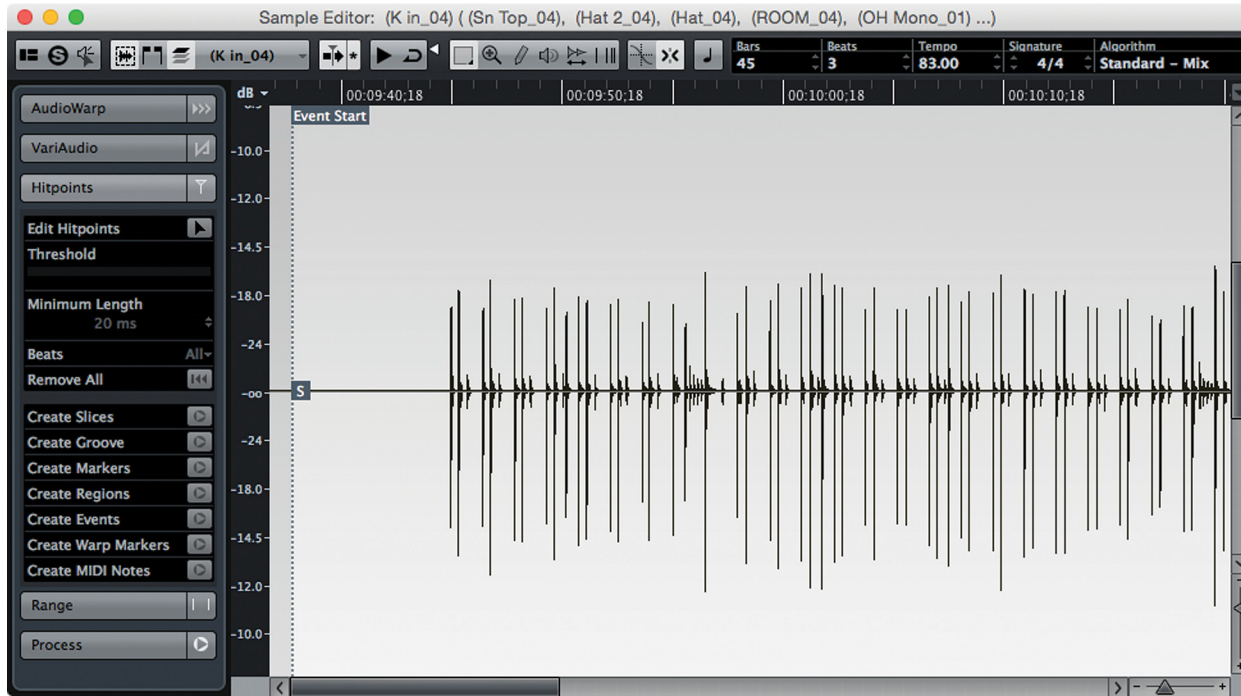 Sample Editor: (K in_04) ( (Sn Top_04), (Hat 2_04), (Hat_04), (ROOM_04), (OH Mono_01) ...)
S (K in_04) Bars Beats Tempo Signature Algorithm
45 3 83.00 4/4 Standard – Mix
dB 00:09:40;18 00:09:50;18 00:10:00;18 00:10:10;18
AudioWarp
Event Start
VariAudio
-10.0
Hitpoints
-12.0
Edit Hitpoints
-14.5
Threshold
Minimum Length
-18.0
20 ms
-24
Beats All
Remove All
-oo S
Create Slices
Create Groove
-24
Create Markers
Create Regions
-18.0
Create Events
-14.5
Create Warp Markers
Create MIDI Notes
-12.0
Range
-10.0
Process